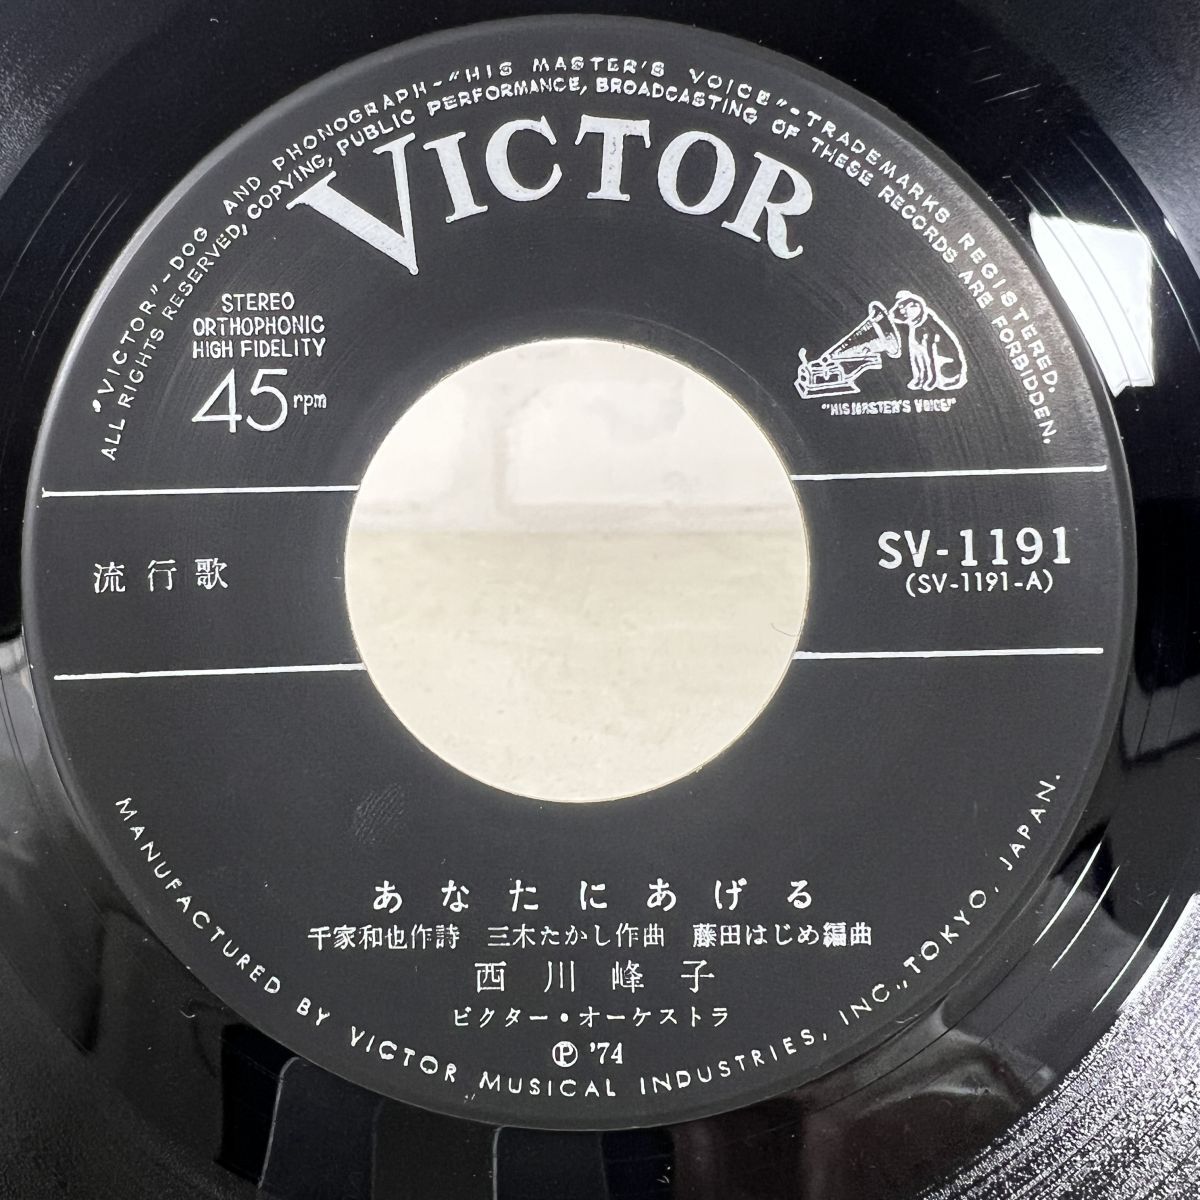 "VICTOR"-DOG AND PHONOGRAPH-"HIS MASTER'S VOICE"-TRADEMARKS REGISTERED.
ALL RIGHTS RESERVED, COPYING, PUBLIC PERFORMANCE, BROADCASTING OF THESE RECORDS ARE FORBIDDEN.
VICTOR
STEREO
ORTHOPHONIC
HIGH FIDELITY
45rpm
"HIS MASTER'S VOICE"
流行歌
SV-1191
(SV-1191-A)
あなたにあげる
千家和也作詩 三木たかし作曲 藤田はじめ編曲
西川峰子
ビクター・オーケストラ
Ⓟ '74
MANUFACTURED BY VICTOR MUSICAL INDUSTRIES, INC., TOKYO, JAPAN.